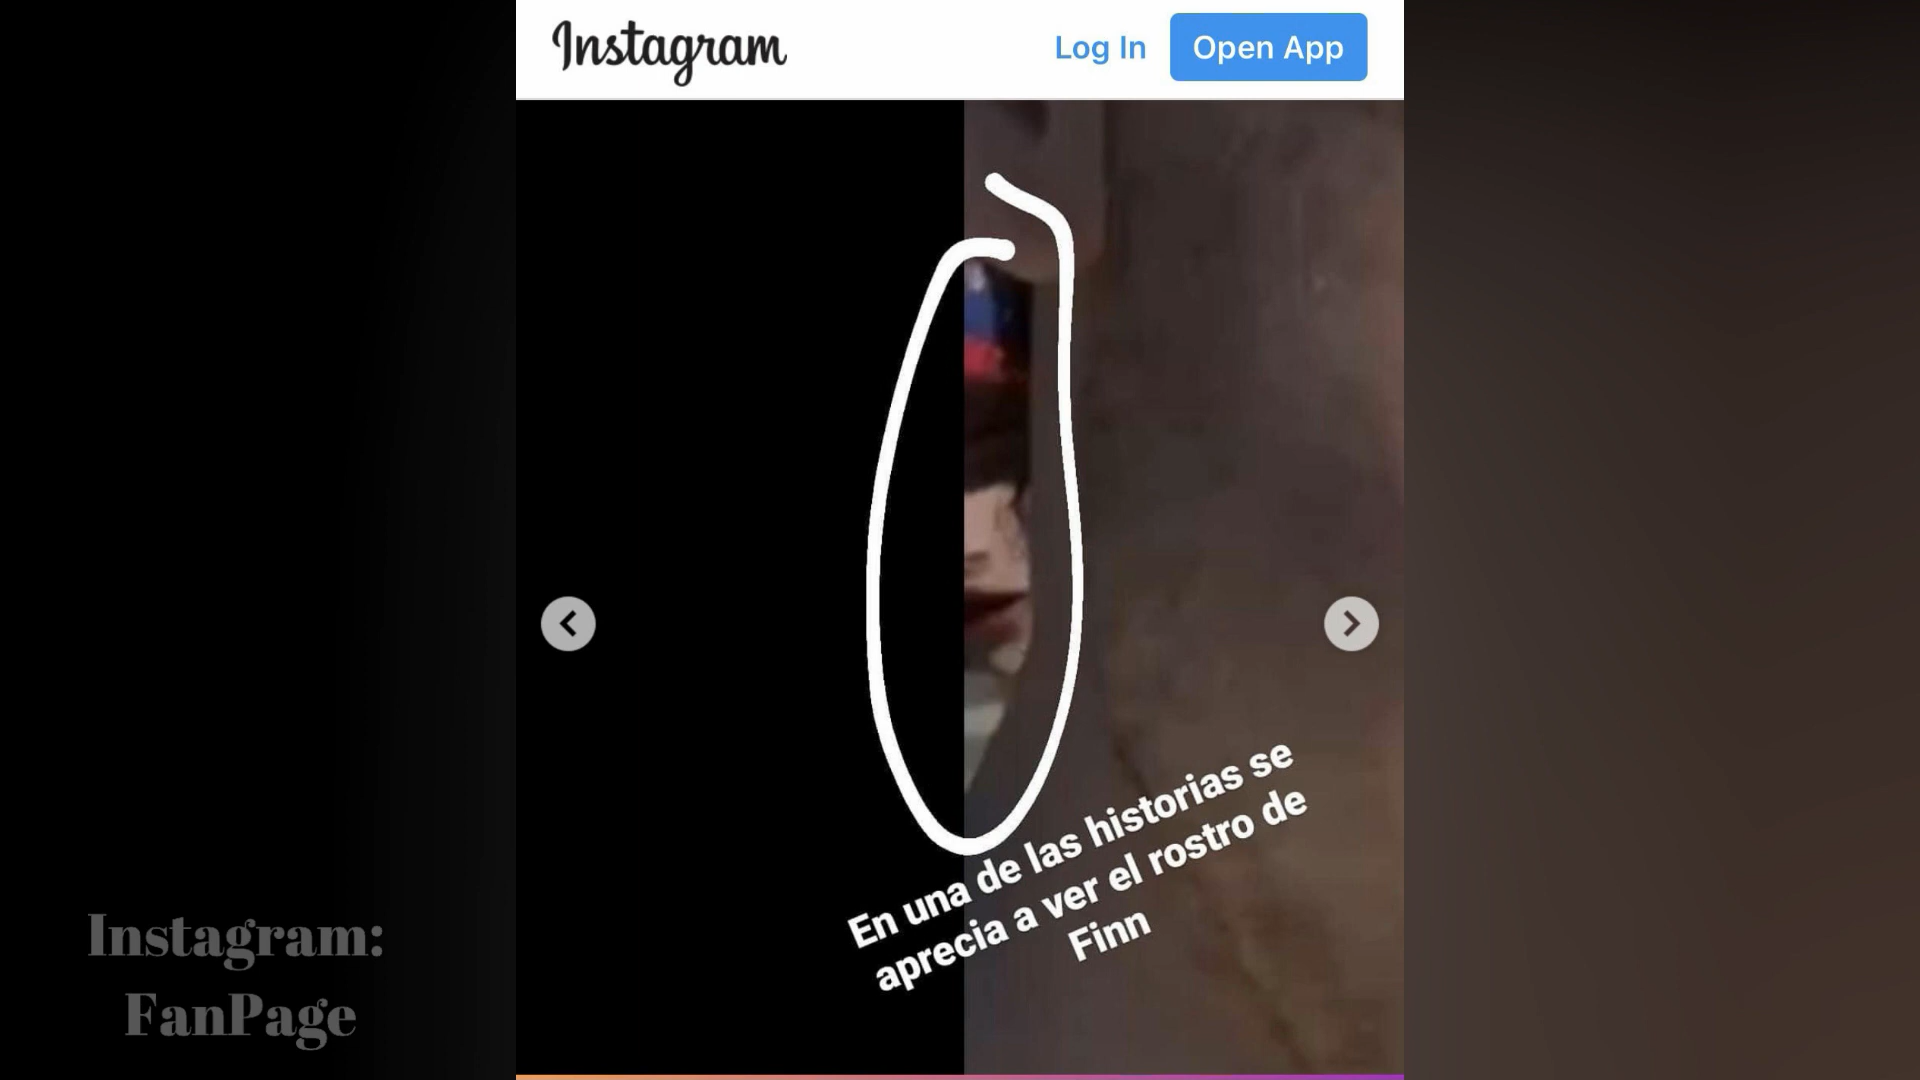 Instagram
Log In
Open App
En una de las historias se
aprecia a ver el rostro de
Finn
Instagram:
FanPage